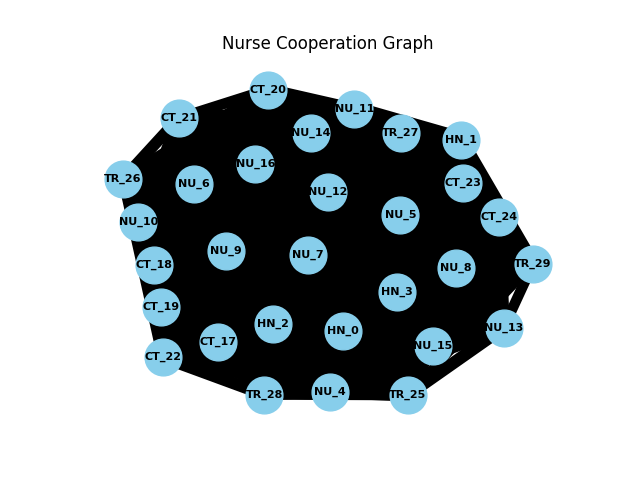 Nurse Cooperation Graph
CT_20
NU_11
CT_21
NU_14
TR_27
HN_1
NU_16
TR_26
NU_6
CT_23
NU_12
NU_5
CT_24
NU_10
NU_9
NU_7
CT_18
NU_8
TR_29
HN_3
CT_19
HN_2
HN_0
NU_13
CT_17
NU_15
CT_22
TR_28
NU_4
TR_25